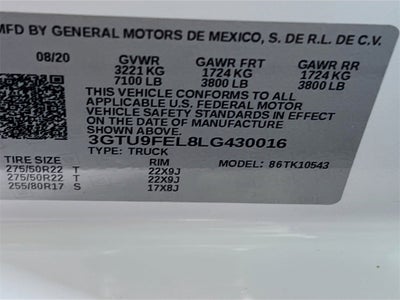 MFD BY GENERAL MOTORS DE MEXICO, S. DE R.L. DE C.V.
08/20 GVWR GAWR FRT GAWR RR
3221 KG 1724 KG 1724 KG
7100 LB 3800 LB 3800 LB
THIS VEHICLE CONFORMS TO ALL
APPLICABLE U.S. FEDERAL MOTOR
VEHICLE SAFETY STANDARDS IN EFFECT
ON THE DATE OF MANUFACTURE SHOWN ABOVE.
3GTU9FEL8LG430016
TYPE: TRUCK
TIRE SIZE RIM MODEL: 86TK10543
275/50R22 T 22X9J
275/50R22 T 22X9J
255/80R17 S 17X8J